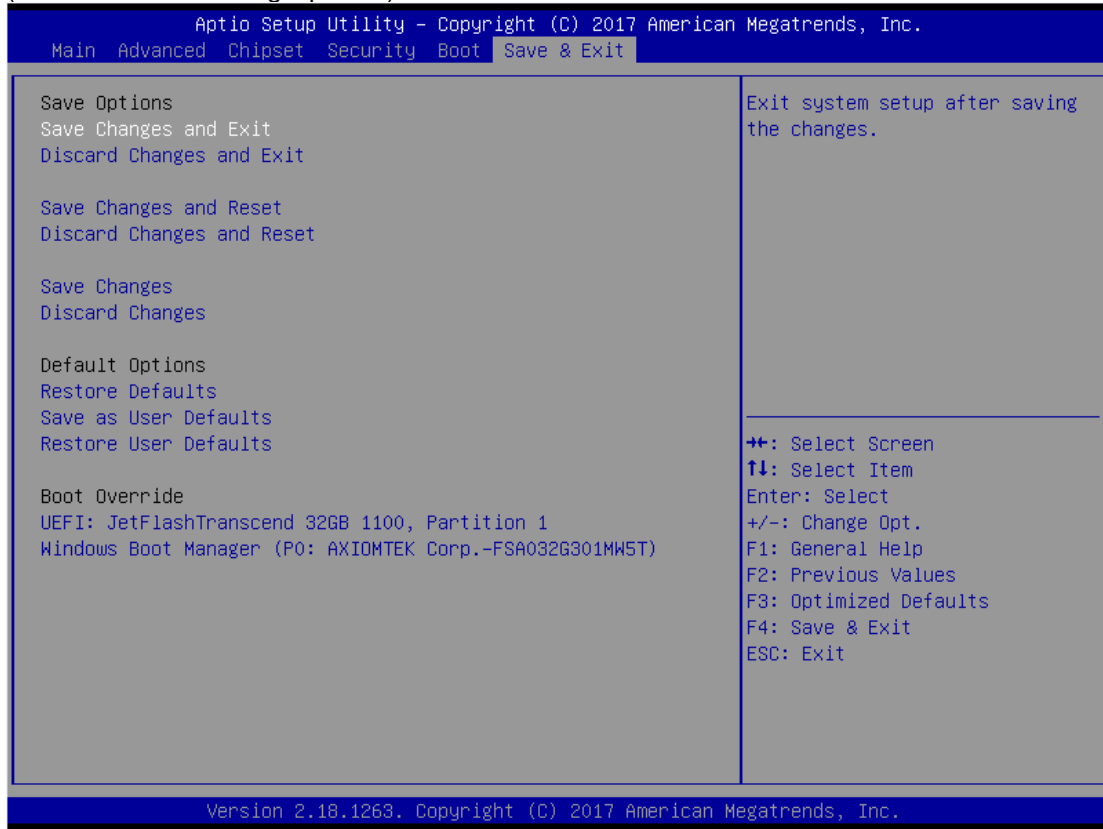 Aptio Setup Utility – Copyright (C) 2017 American Megatrends, Inc.
Main Advanced Chipset Security Boot Save & Exit
Save Options
Save Changes and Exit
Discard Changes and Exit
Save Changes and Reset
Discard Changes and Reset
Save Changes
Discard Changes
Default Options
Restore Defaults
Save as User Defaults
Restore User Defaults
Boot Override
UEFI: JetFlashTranscend 32GB 1100, Partition 1
Windows Boot Manager (P0: AXIOMTEK Corp.-FSA032G301MW5T)
Exit system setup after saving
the changes.
→←: Select Screen
↑↓: Select Item
Enter: Select
+/-: Change Opt.
F1: General Help
F2: Previous Values
F3: Optimized Defaults
F4: Save & Exit
ESC: Exit
Version 2.18.1263. Copyright (C) 2017 American Megatrends, Inc.